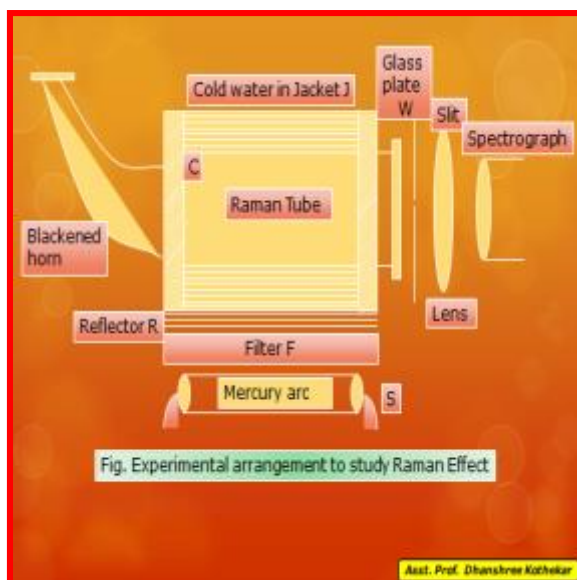 Glass
plate
W
Cold water in Jacket J
Slit
Spectrograph
C
Raman Tube
Blackened
horn
Reflector R
Lens
Filter F
Mercury arc
S
Fig. Experimental arrangement to study Raman Effect
Asst. Prof. Dhanshree Kothekar